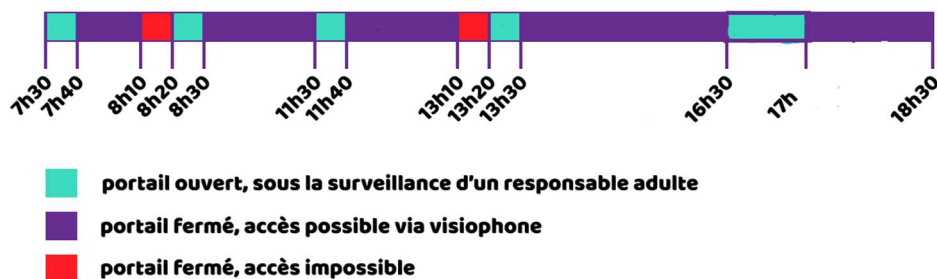 7h30 7h40 8h10 8h20 8h30 11h30 11h40 13h10 13h20 13h30 16h30 17h 18h30
portail ouvert, sous la surveillance d'un responsable adulte
portail fermé, accès possible via visiophone
portail fermé, accès impossible